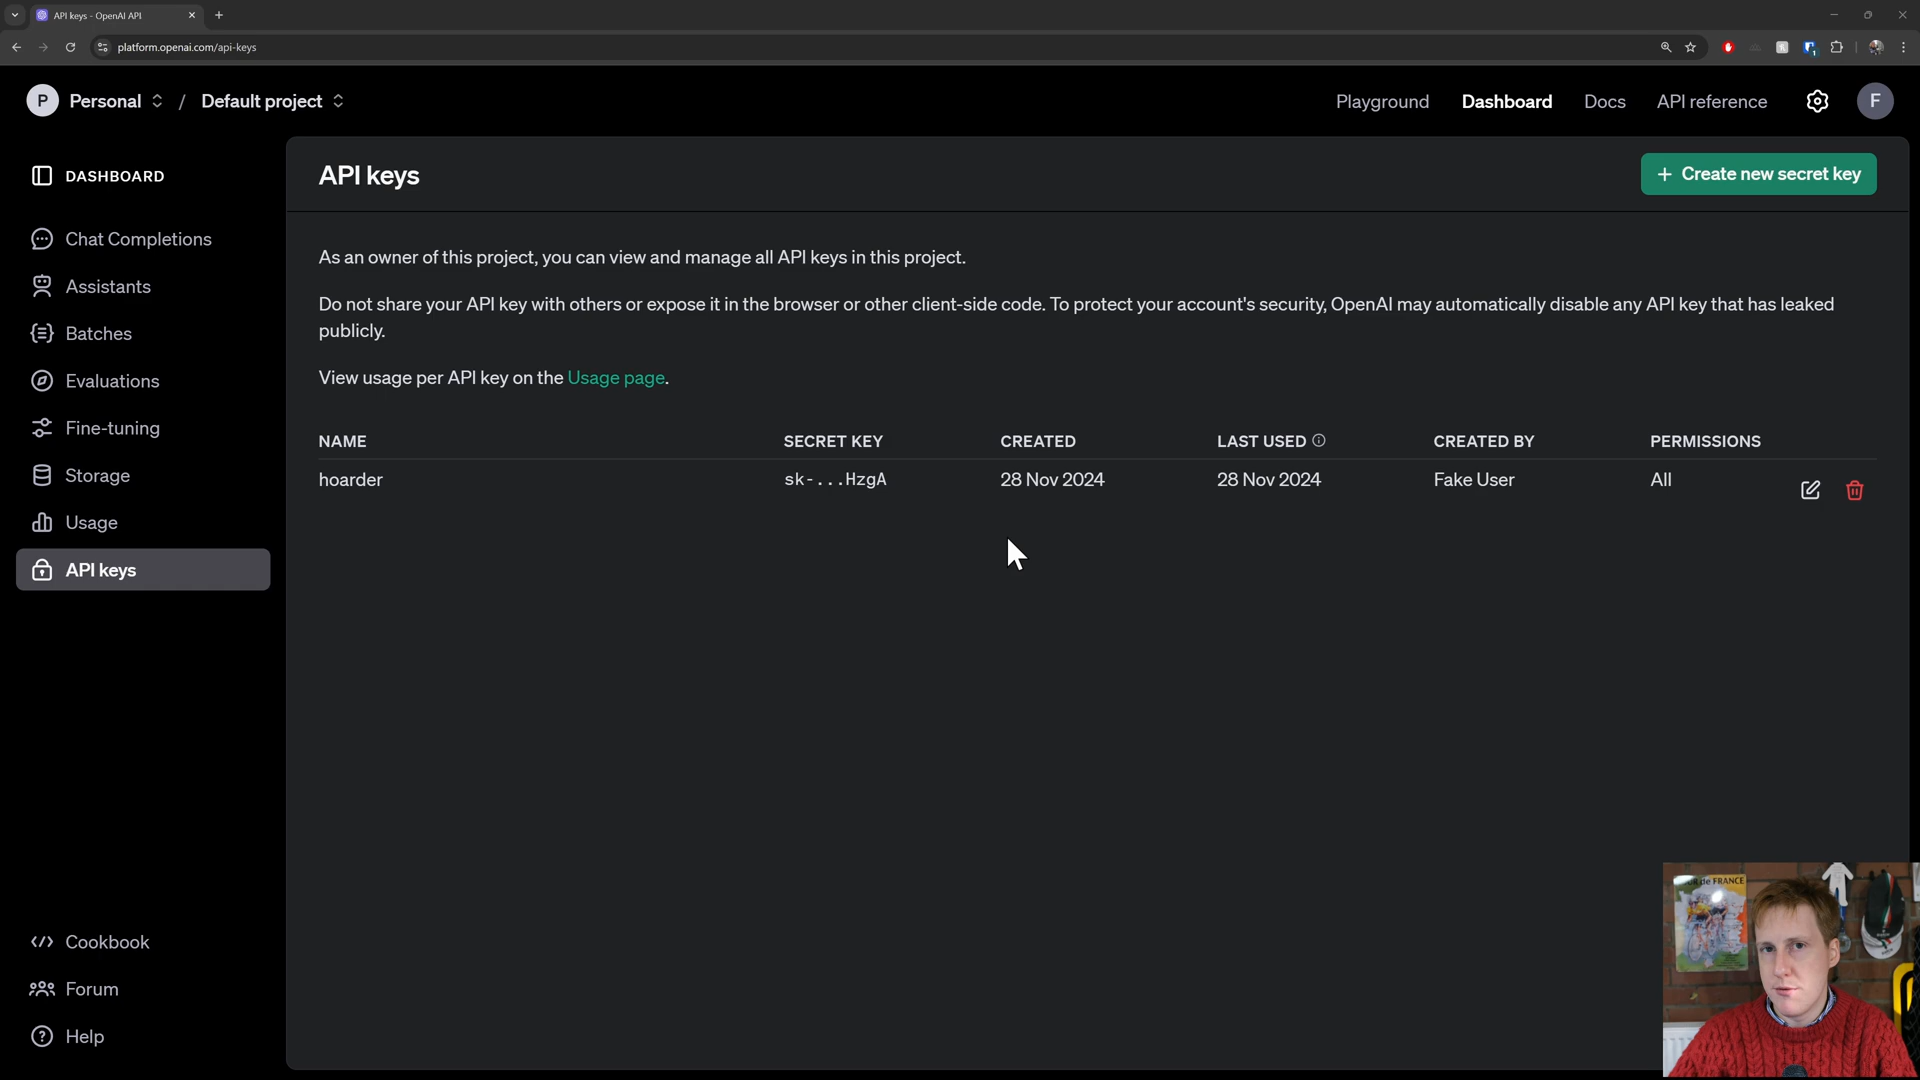 API keys - OpenAI API
platform.openai.com/api-keys
P Personal / Default project
Playground Dashboard Docs API reference F
DASHBOARD
Chat Completions
Assistants
Batches
Evaluations
Fine-tuning
Storage
Usage
API keys
Cookbook
Forum
Help
API keys
+ Create new secret key
As an owner of this project, you can view and manage all API keys in this project.
Do not share your API key with others or expose it in the browser or other client-side code. To protect your account's security, OpenAI may automatically disable any API key that has leaked
publicly.
View usage per API key on the Usage page.
NAME SECRET KEY CREATED LAST USED CREATED BY PERMISSIONS
hoarder sk-...HzgA 28 Nov 2024 28 Nov 2024 Fake User All
de FRANCE